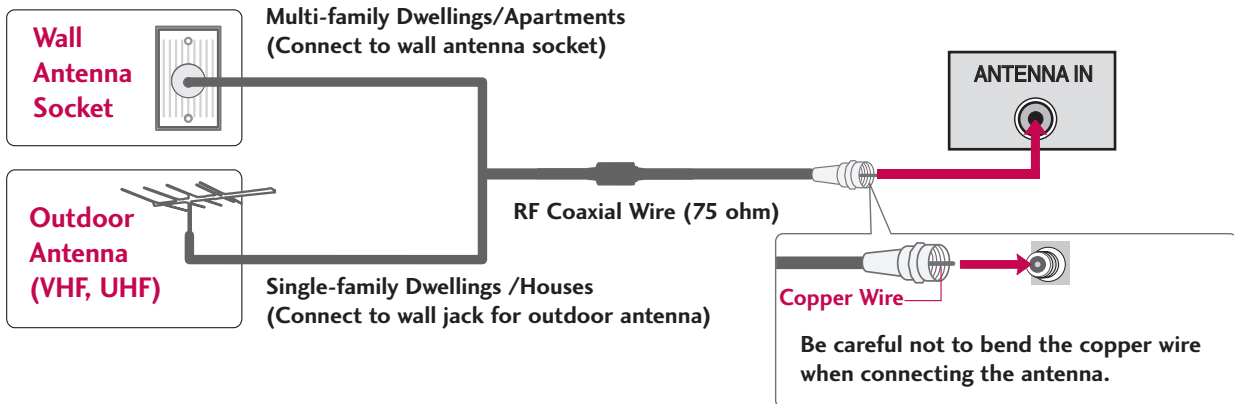 Wall
Antenna
Socket
Multi-family Dwellings/Apartments
(Connect to wall antenna socket)
ANTENNA IN
Outdoor
Antenna
(VHF, UHF)
RF Coaxial Wire (75 ohm)
Single-family Dwellings /Houses
(Connect to wall jack for outdoor antenna)
Copper Wire
Be careful not to bend the copper wire
when connecting the antenna.